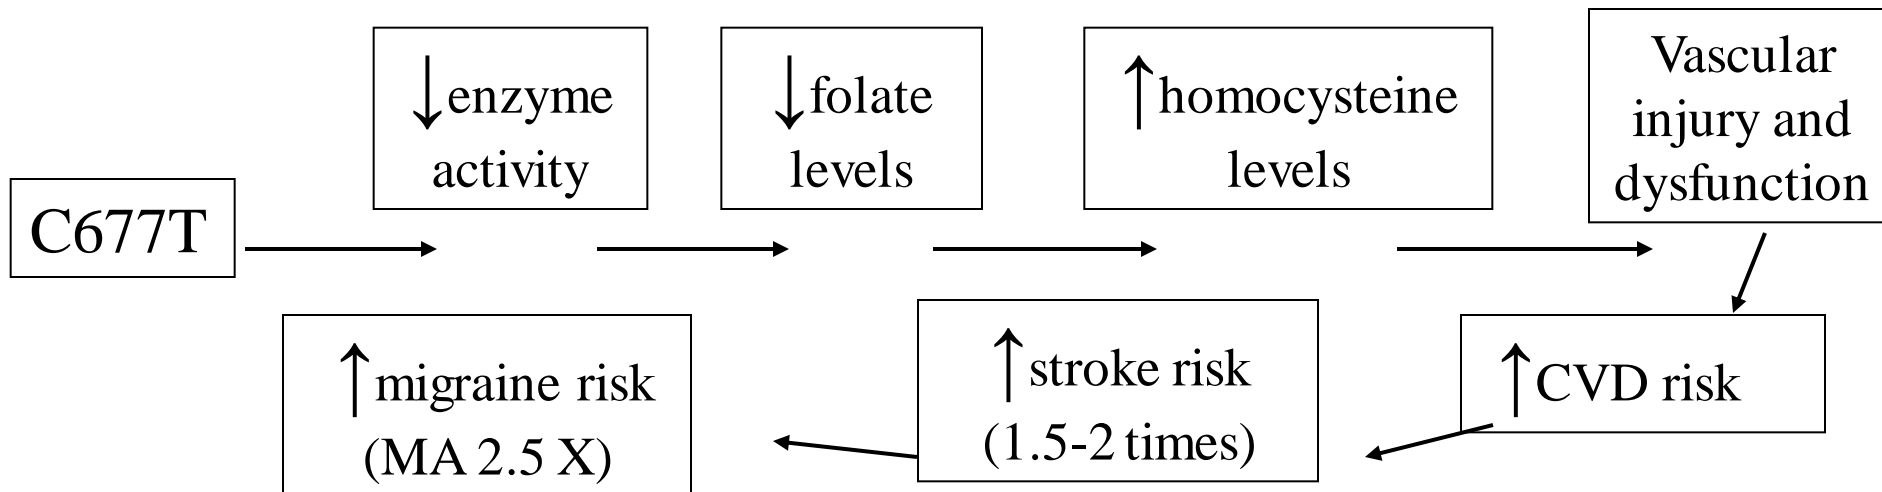 C677T
↓enzyme
activity
↓folate
levels
↑homocysteine
levels
Vascular
injury and
dysfunction
↑CVD risk
↑stroke risk
(1.5-2 times)
↑migraine risk
(MA 2.5 X)